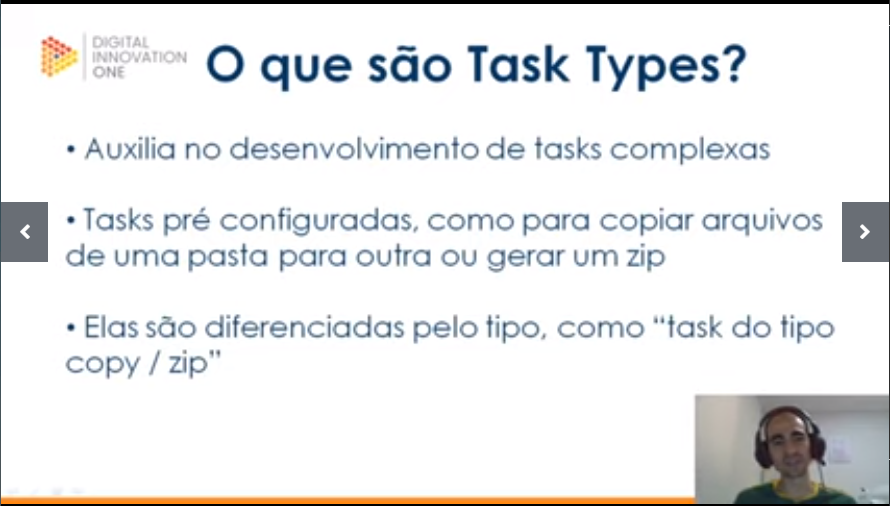 DIGITAL
INNOVATION
ONE
O que são Task Types?
• Auxilia no desenvolvimento de tasks complexas
• Tasks pré configuradas, como para copiar arquivos
de uma pasta para outra ou gerar um zip
• Elas são diferenciadas pelo tipo, como “task do tipo
copy / zip”